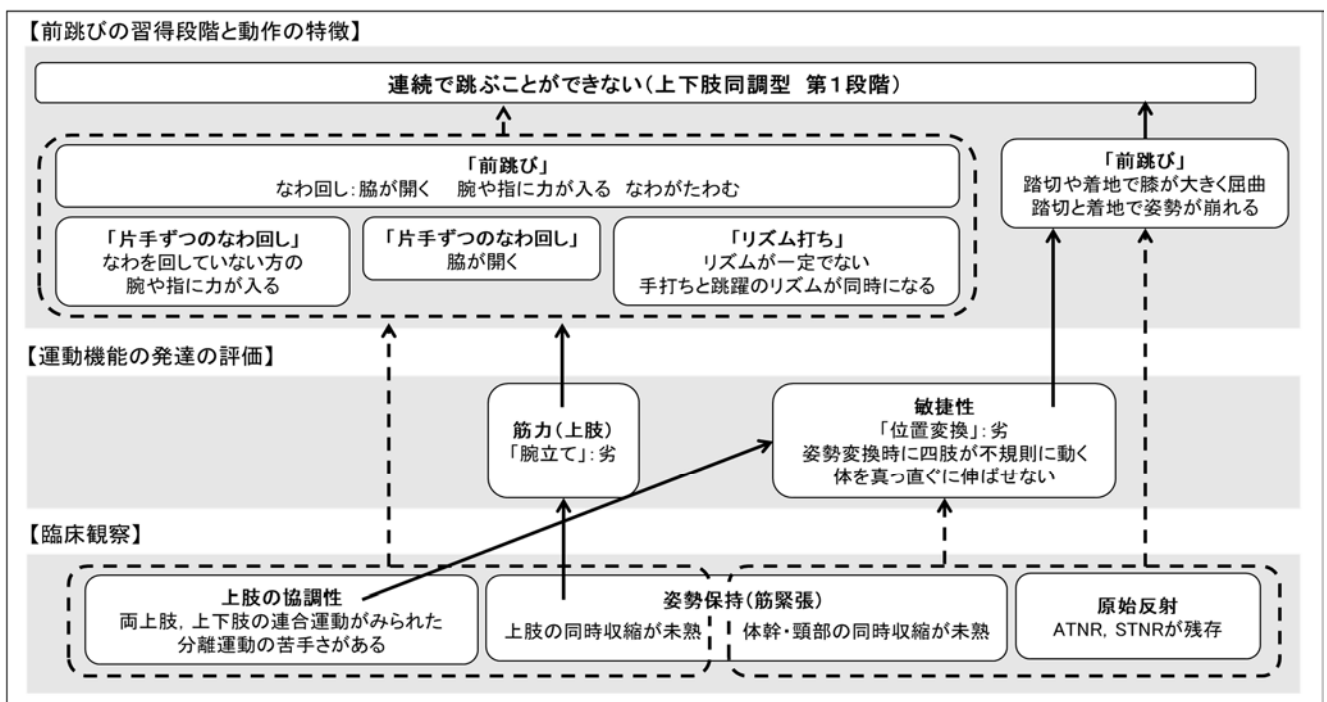 【前跳びの習得段階と動作の特徴】
連続で跳ぶことができない(上下肢同調型 第1段階)
「前跳び」
なわ回し:脇が開く 腕や指に力が入る なわがたわむ
「片手ずつのなわ回し」
なわを回していない方の
腕や指に力が入る
「片手ずつのなわ回し」
脇が開く
「リズム打ち」
リズムが一定でない
手打ちと跳躍のリズムが同時になる
「前跳び」
踏切や着地で膝が大きく屈曲
踏切と着地で姿勢が崩れる
【運動機能の発達の評価】
筋力(上肢)
「腕立て」:劣
敏捷性
「位置変換」:劣
姿勢変換時に四肢が不規則に動く
体を真っ直ぐに伸ばせない
【臨床観察】
上肢の協調性
両上肢,上下肢の連合運動がみられた
分離運動の苦手さがある
姿勢保持(筋緊張)
上肢の同時収縮が未熟
体幹・頸部の同時収縮が未熟
原始反射
ATNR, STNRが残存